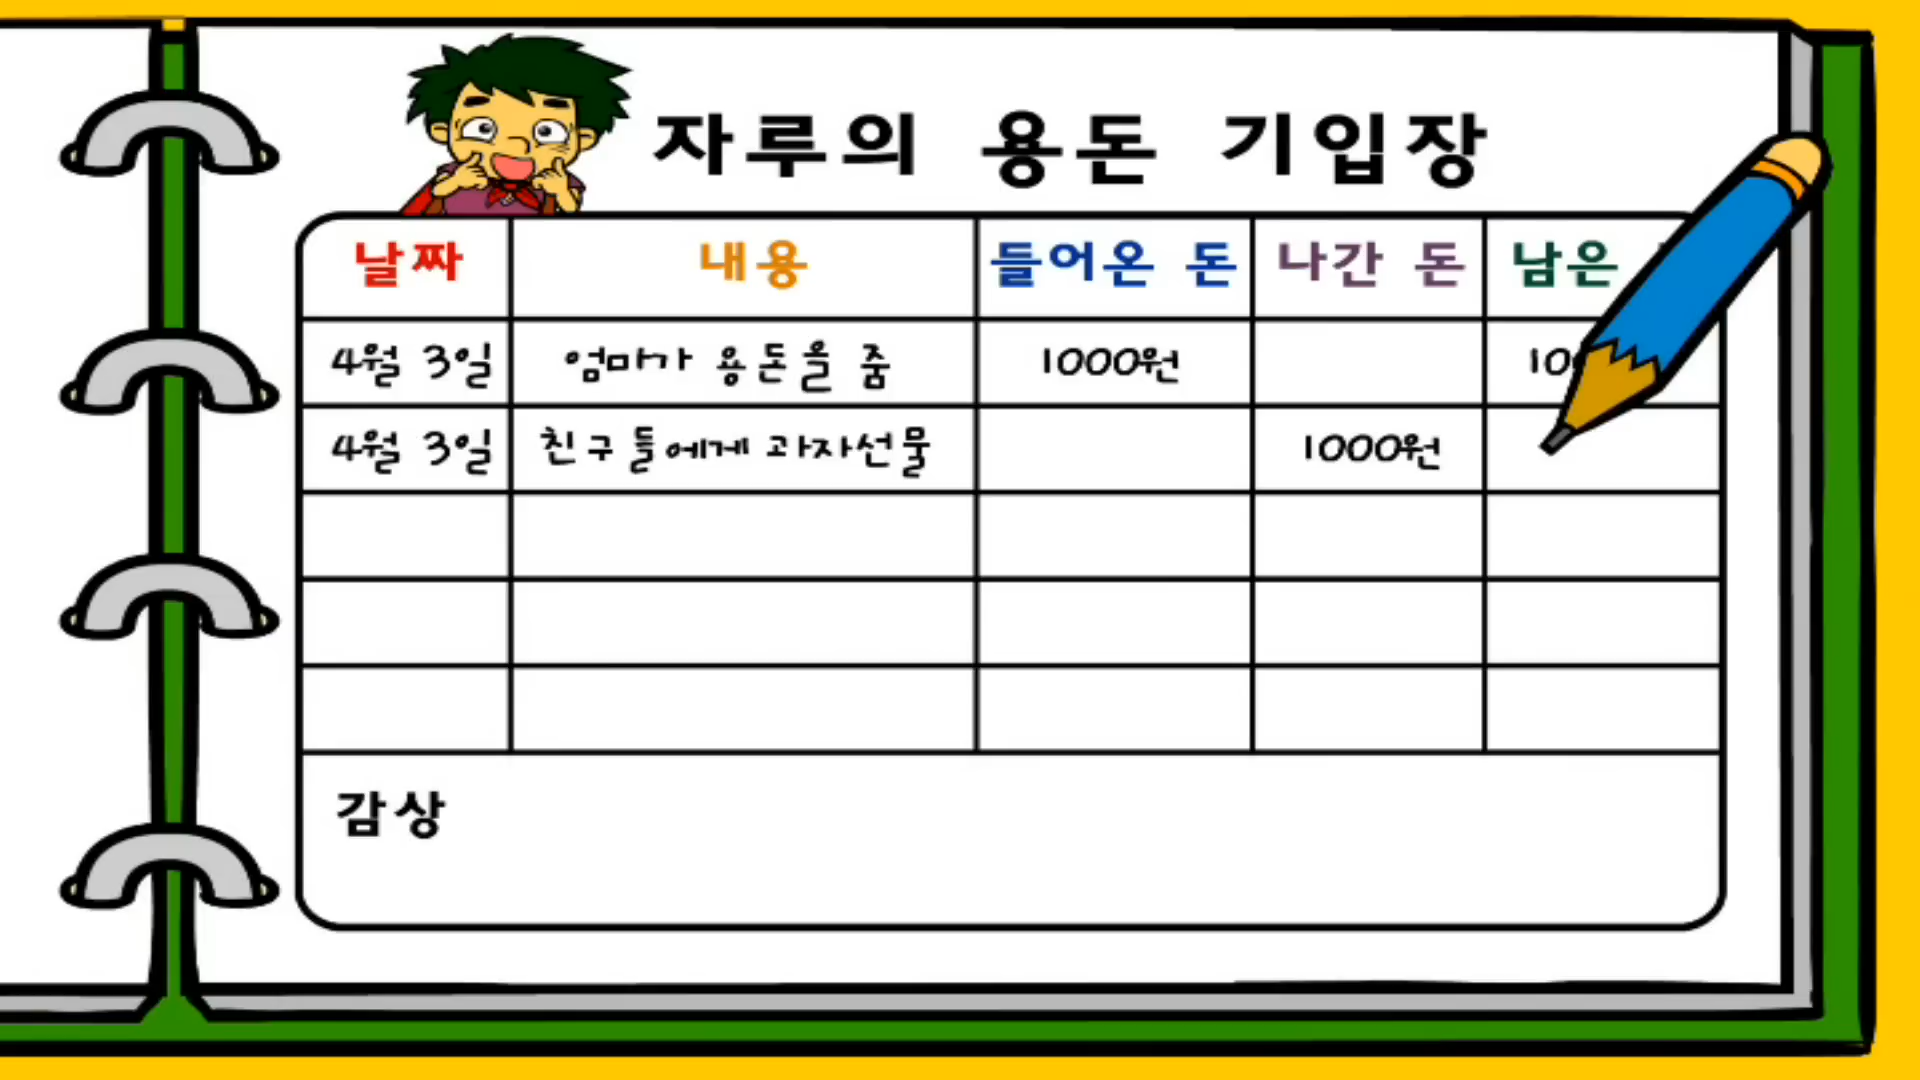 자루의 용돈 기입장
날짜 내용 들어온 돈 나간 돈 남은
4월 3일 엄마가 용돈을 줌 1000원
4월 3일 친구들에게 과자선물 1000원
감상